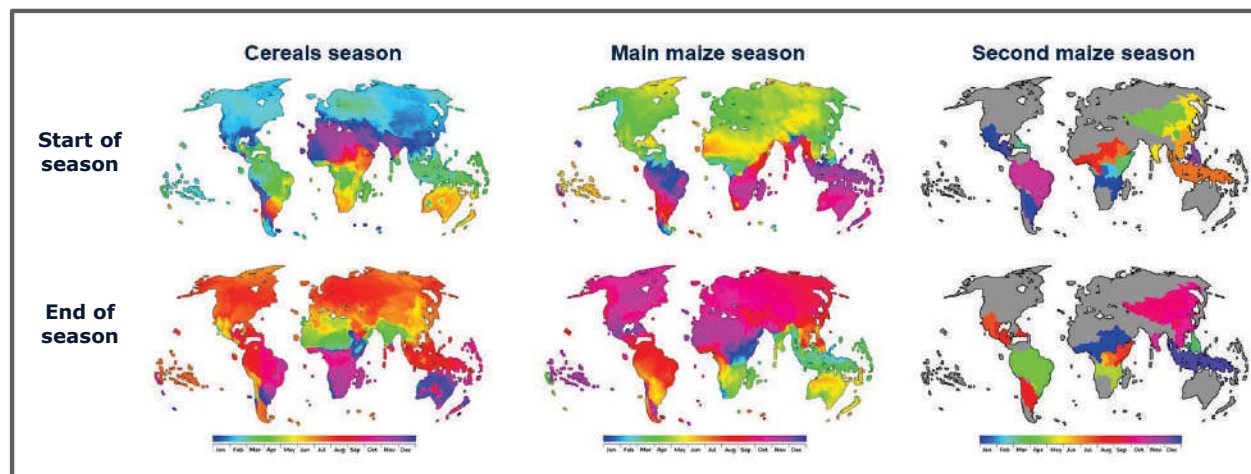 Cereals season
Main maize season
Second maize season
Start of season
End of season
Jan Feb Mar Apr May Jun Jul Aug Sep Oct Nov Dec
Jan Feb Mar Apr May Jun Jul Aug Sep Oct Nov Dec
Jan Feb Mar Apr May Jun Jul Aug Sep Oct Nov Dec